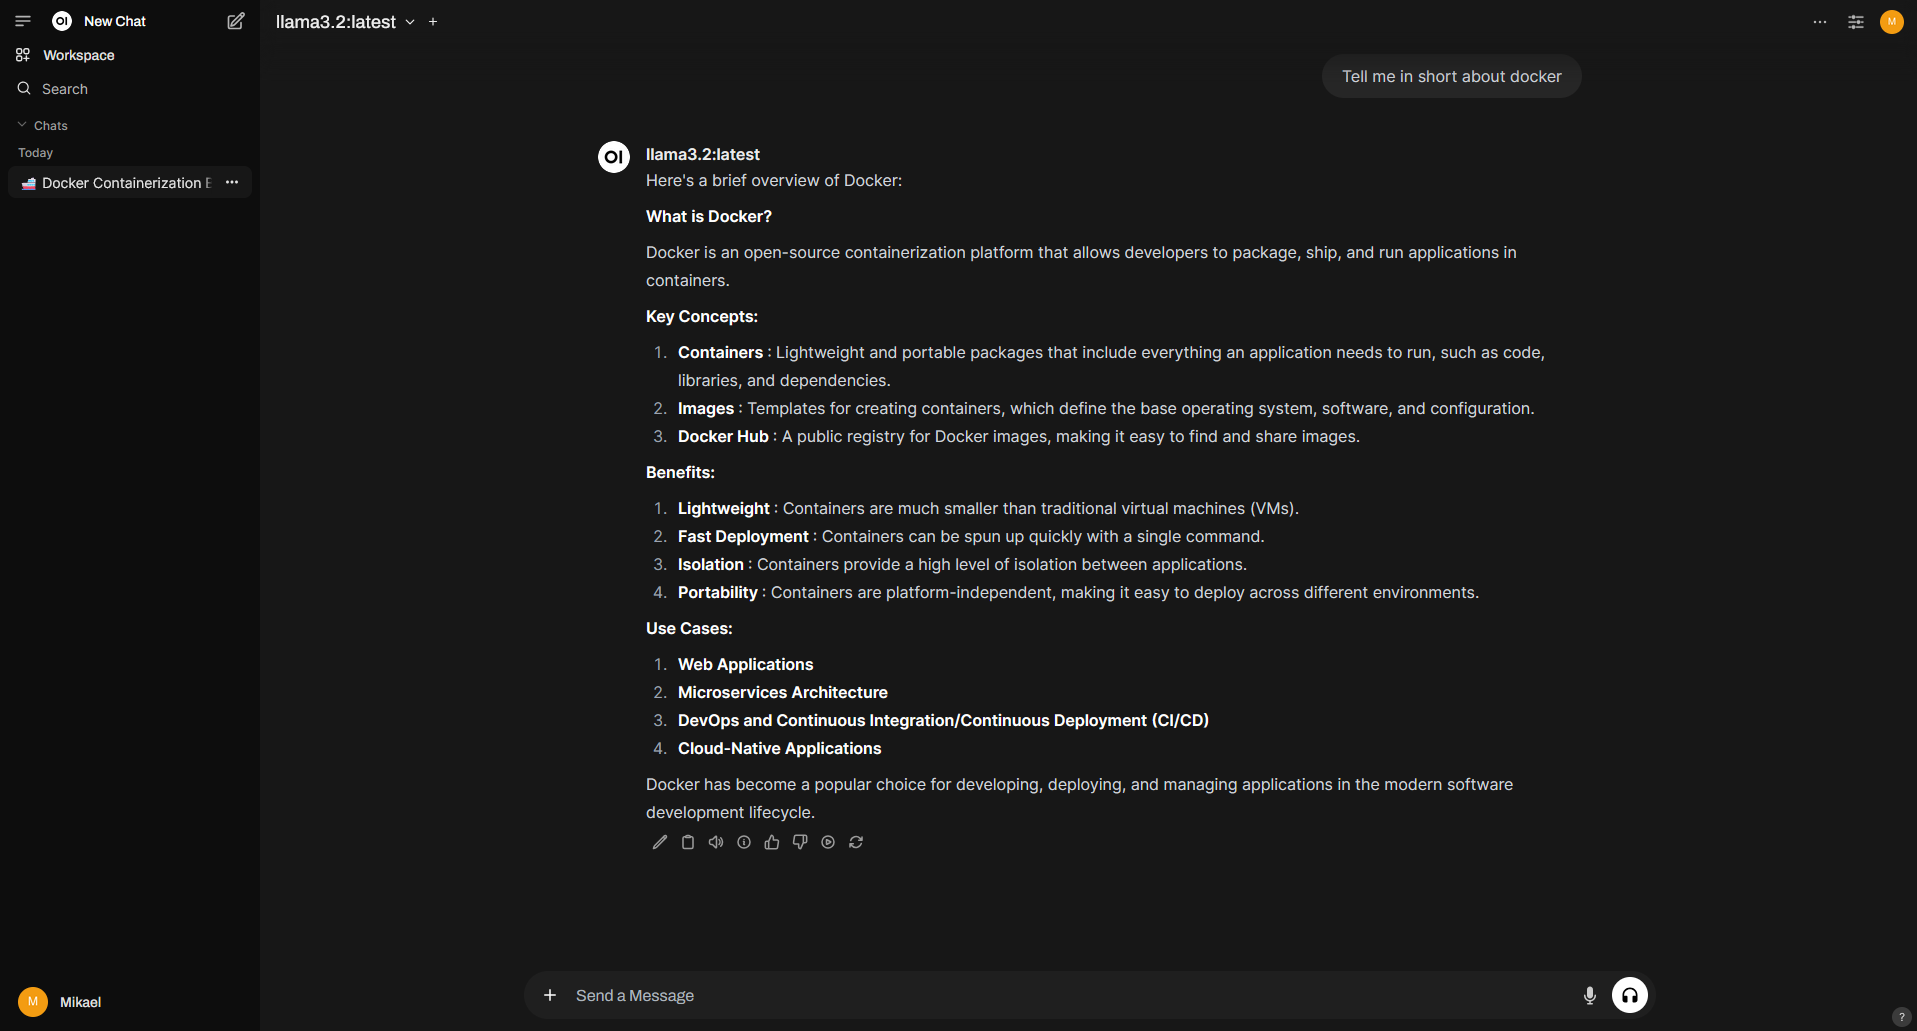 OI New Chat
Workspace
Search
Chats
Today
Docker Containerization E
M Mikael
llama3.2:latest
M
Tell me in short about docker
OI llama3.2:latest
Here's a brief overview of Docker:
What is Docker?
Docker is an open-source containerization platform that allows developers to package, ship, and run applications in
containers.
Key Concepts:
1. Containers : Lightweight and portable packages that include everything an application needs to run, such as code,
libraries, and dependencies.
2. Images : Templates for creating containers, which define the base operating system, software, and configuration.
3. Docker Hub : A public registry for Docker images, making it easy to find and share images.
Benefits:
1. Lightweight : Containers are much smaller than traditional virtual machines (VMs).
2. Fast Deployment : Containers can be spun up quickly with a single command.
3. Isolation : Containers provide a high level of isolation between applications.
4. Portability : Containers are platform-independent, making it easy to deploy across different environments.
Use Cases:
1. Web Applications
2. Microservices Architecture
3. DevOps and Continuous Integration/Continuous Deployment (CI/CD)
4. Cloud-Native Applications
Docker has become a popular choice for developing, deploying, and managing applications in the modern software
development lifecycle.
Send a Message
?